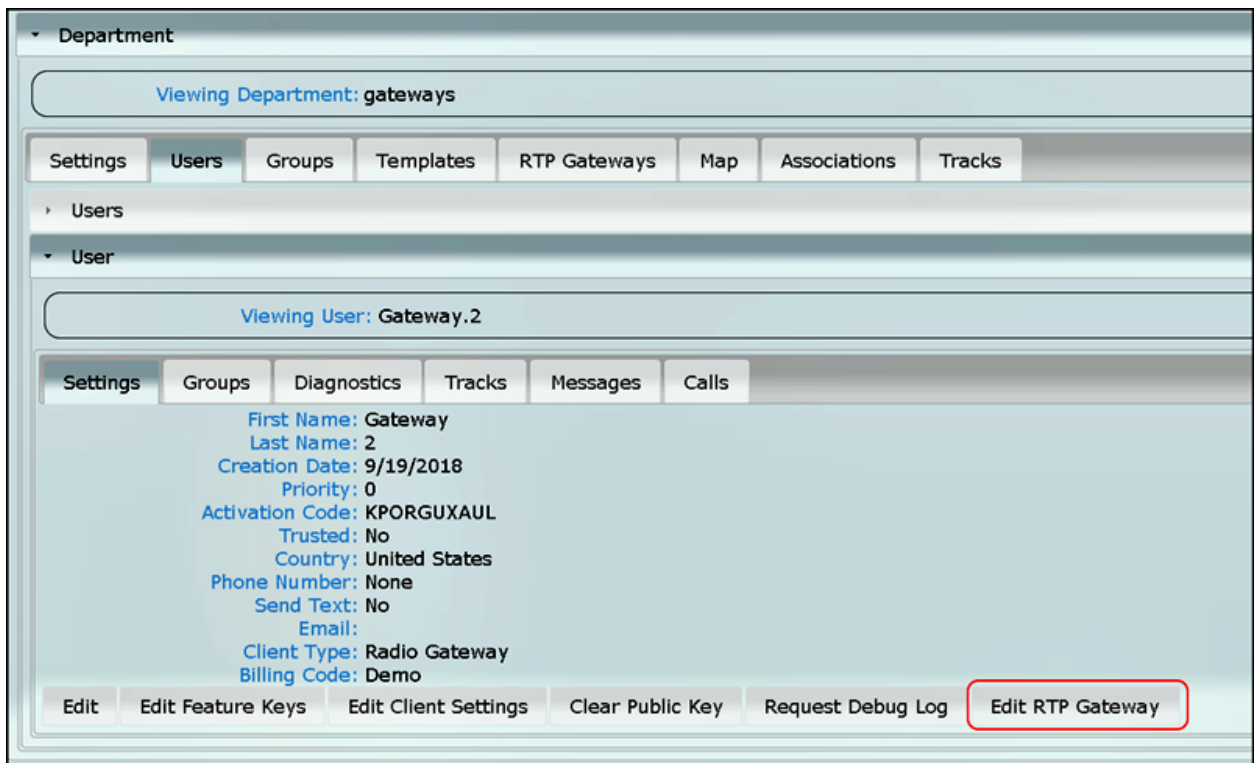 Department
Viewing Department: gateways
Settings Users Groups Templates RTP Gateways Map Associations Tracks
Users
User
Viewing User: Gateway.2
Settings Groups Diagnostics Tracks Messages Calls
First Name: Gateway
Last Name: 2
Creation Date: 9/19/2018
Priority: 0
Activation Code: KPORGUXAUL
Trusted: No
Country: United States
Phone Number: None
Send Text: No
Email:
Client Type: Radio Gateway
Billing Code: Demo
Edit Edit Feature Keys Edit Client Settings Clear Public Key Request Debug Log Edit RTP Gateway